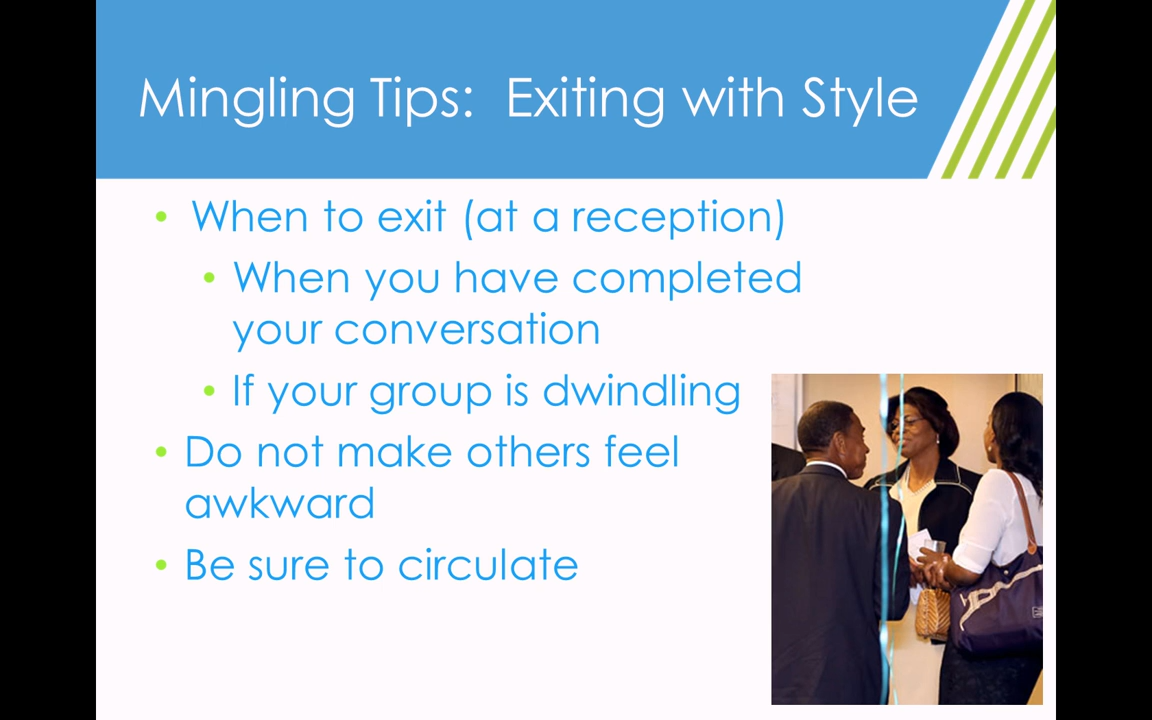 Mingling Tips:  Exiting with Style
• When to exit (at a reception)
• When you have completed
your conversation
• If your group is dwindling
• Do not make others feel
awkward
• Be sure to circulate